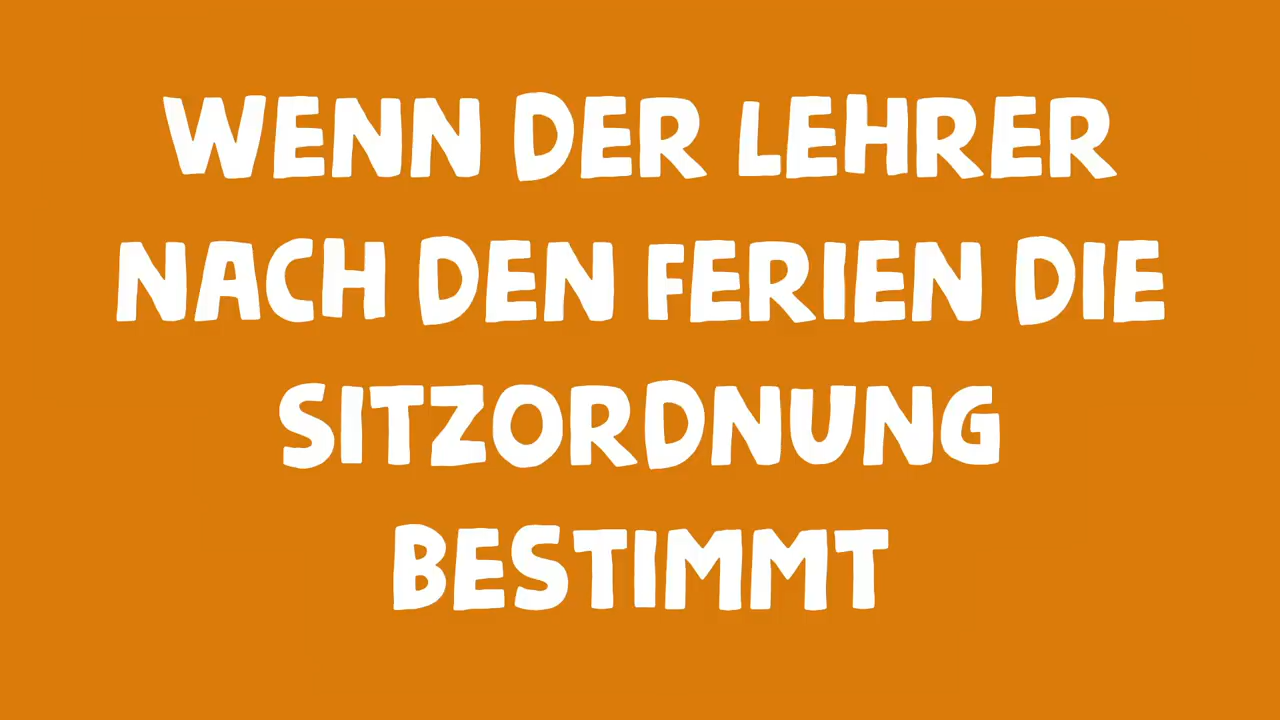 WENN DER LEHRER
NACH DEN FERIEN DIE
SITZORDNUNG
BESTIMMT